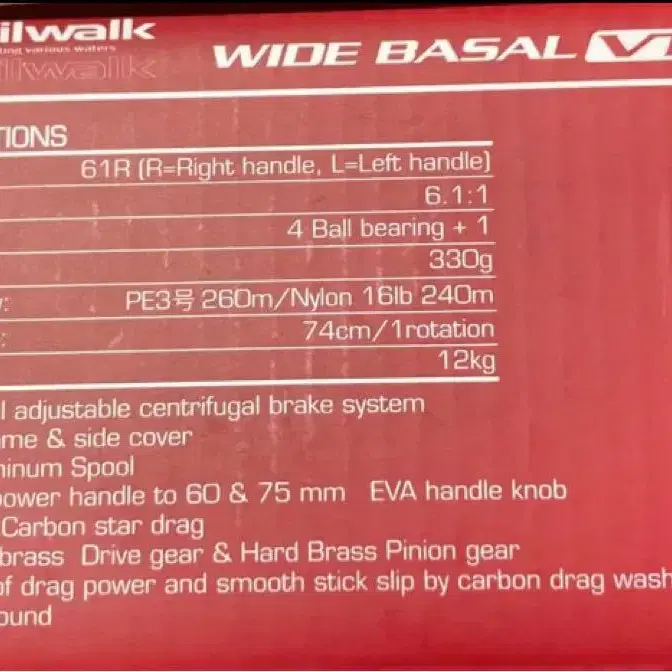 ilwalk
ting various waters
ilwalk
WIDE BASAL
TIONS
61R (R=Right handle, L=Left handle)
6.1:1
4 Ball bearing + 1
330g
PE3号 260m/Nylon 16lb 240m
74cm/1rotation
12kg
l adjustable centrifugal brake system
me & side cover
ninum Spool
power handle to 60 & 75 mm EVA handle knob
Carbon star drag
brass Drive gear & Hard Brass Pinion gear
of drag power and smooth stick slip by carbon drag wash
ound